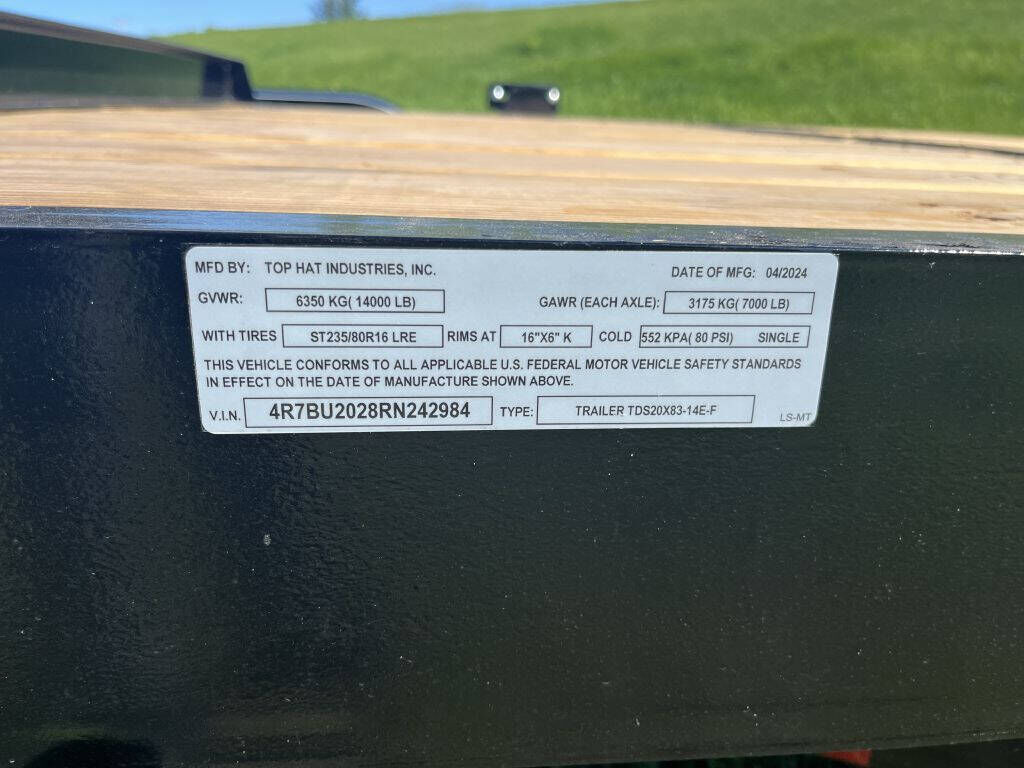 MFD BY: TOP HAT INDUSTRIES, INC. DATE OF MFG: 04/2024
GVWR: 6350 KG( 14000 LB) GAWR (EACH AXLE): 3175 KG( 7000 LB)
WITH TIRES ST235/80R16 LRE RIMS AT 16"X6" K COLD 552 KPA( 80 PSI) SINGLE
THIS VEHICLE CONFORMS TO ALL APPLICABLE U.S. FEDERAL MOTOR VEHICLE SAFETY STANDARDS
IN EFFECT ON THE DATE OF MANUFACTURE SHOWN ABOVE.
V.I.N. 4R7BU2028RN242984 TYPE: TRAILER TDS20X83-14E-F LS-MT